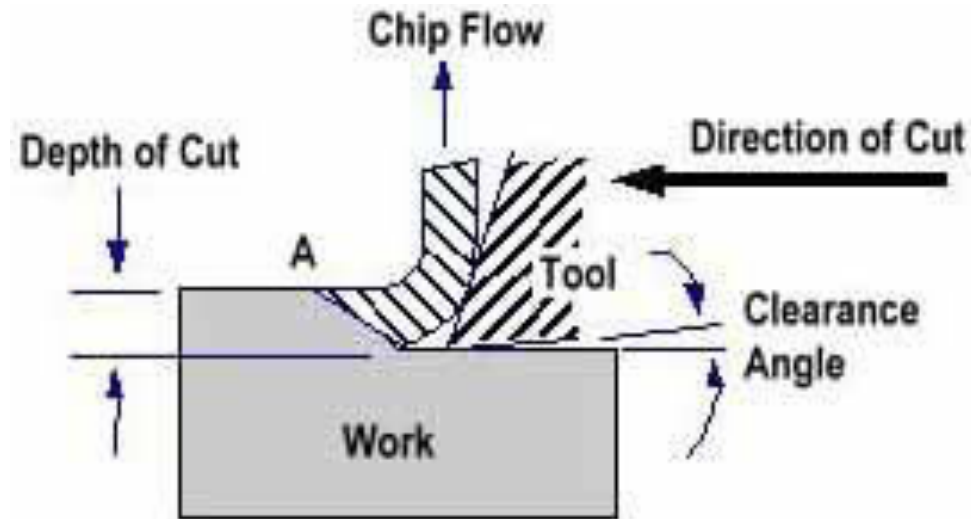 Chip Flow
Depth of Cut
Direction of Cut
A
Tool
Clearance
Angle
Work